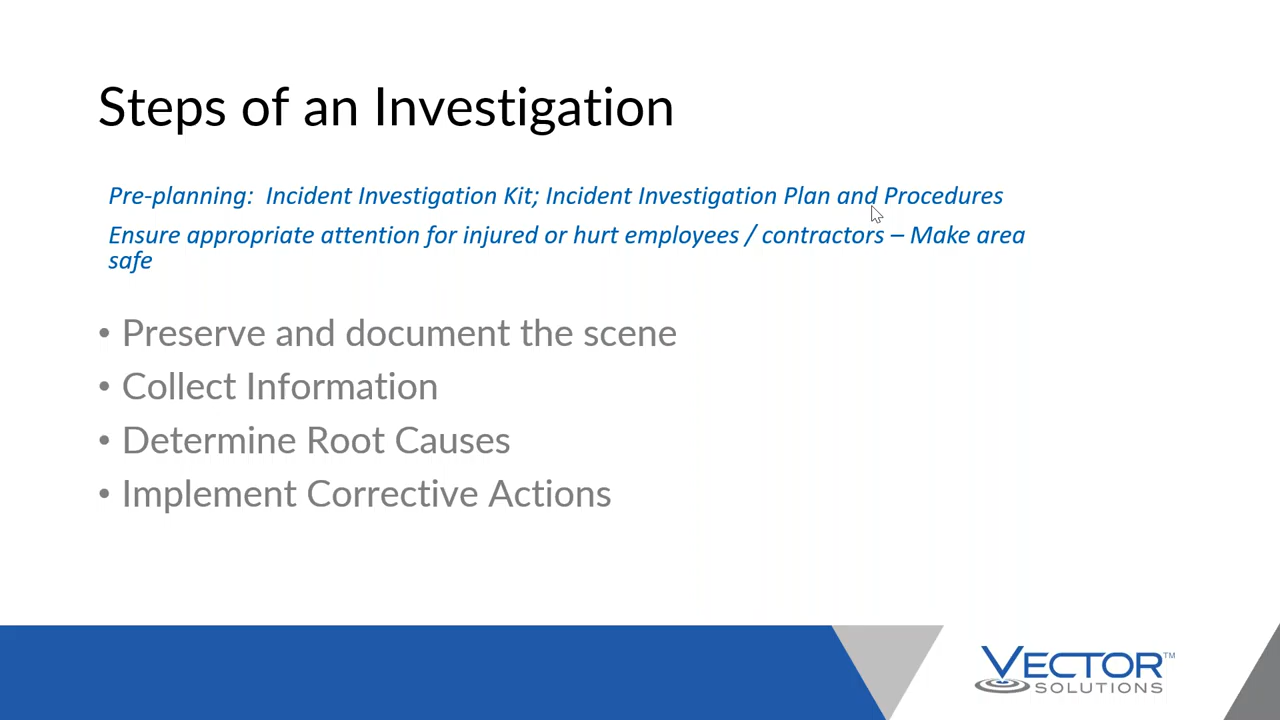 Steps of an Investigation
Pre-planning:  Incident Investigation Kit; Incident Investigation Plan and Procedures
Ensure appropriate attention for injured or hurt employees / contractors – Make area
safe
• Preserve and document the scene
• Collect Information
• Determine Root Causes
• Implement Corrective Actions
VECTOR™
SOLUTIONS